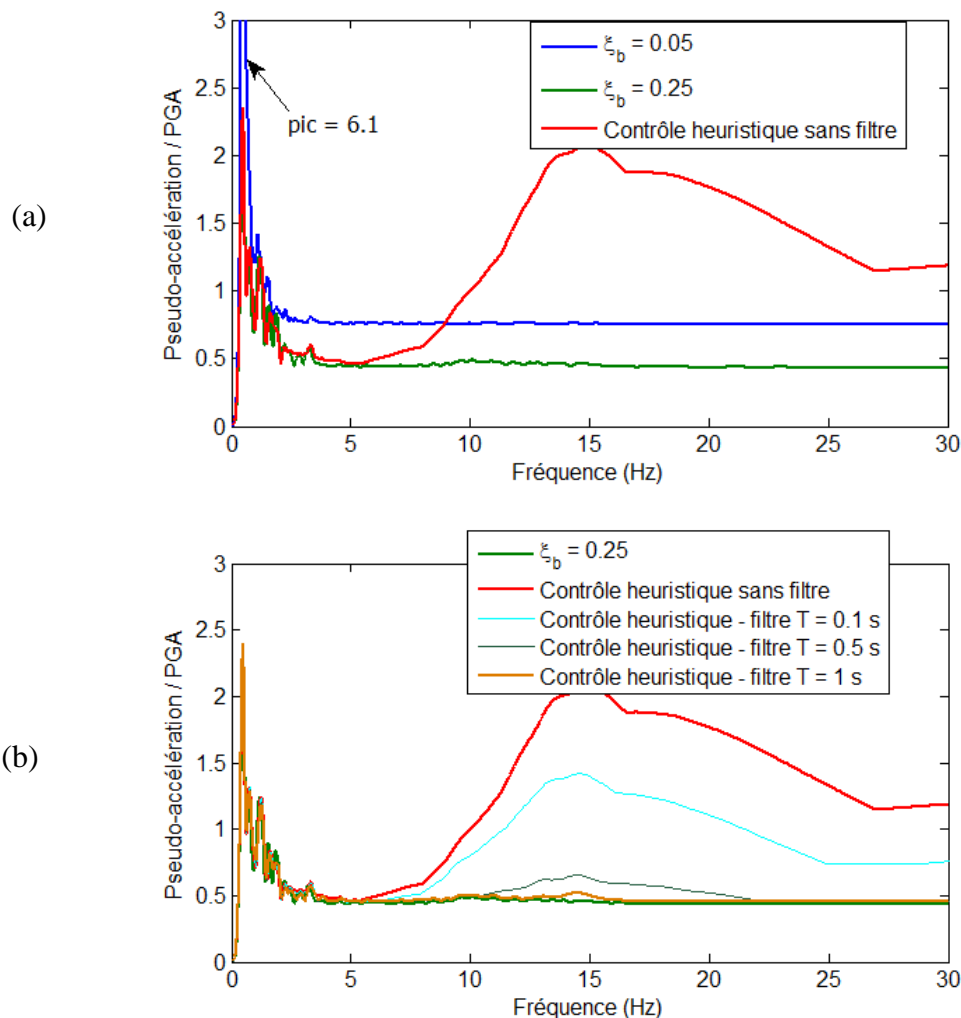 (a)
Pseudo-accélération / PGA
3
2.5
2
1.5
1
0.5
0
pic = 6.1
ξ_b = 0.05
ξ_b = 0.25
Contrôle heuristique sans filtre
0 5 10 15 20 25 30
Fréquence (Hz)
(b)
Pseudo-accélération / PGA
3
2.5
2
1.5
1
0.5
0
ξ_b = 0.25
Contrôle heuristique sans filtre
Contrôle heuristique - filtre T = 0.1 s
Contrôle heuristique - filtre T = 0.5 s
Contrôle heuristique - filtre T = 1 s
0 5 10 15 20 25 30
Fréquence (Hz)